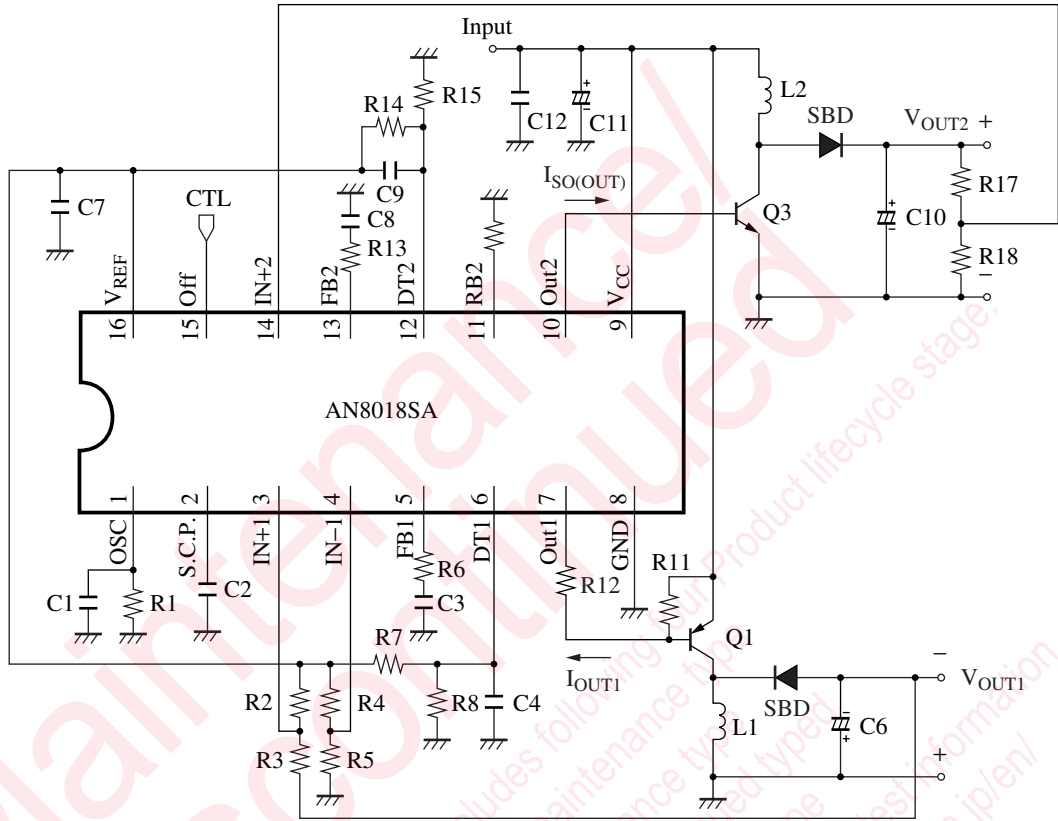 Input
L2
R15
R14
C12
C11
SBD
VOUT2
+
R17
C9
ISO(OUT)
C7
CTL
C8
Q3
C10
R13
R18
−
VREF
Off
IN+2
FB2
DT2
RB2
Out2
VCC
16
15
14
13
12
11
10
9
AN8018SA
1
2
3
4
5
6
7
8
OSC
S.C.P.
IN+1
IN−1
FB1
DT1
Out1
GND
R6
R12
R11
C1
R1
C2
C3
Q1
R7
IOUT1
−
VOUT1
R2
R4
R8
C4
SBD
L1
C6
R3
R5
+
Maintenance/
Discontinued
includes following four Product lifecycle stage.
maintenance type